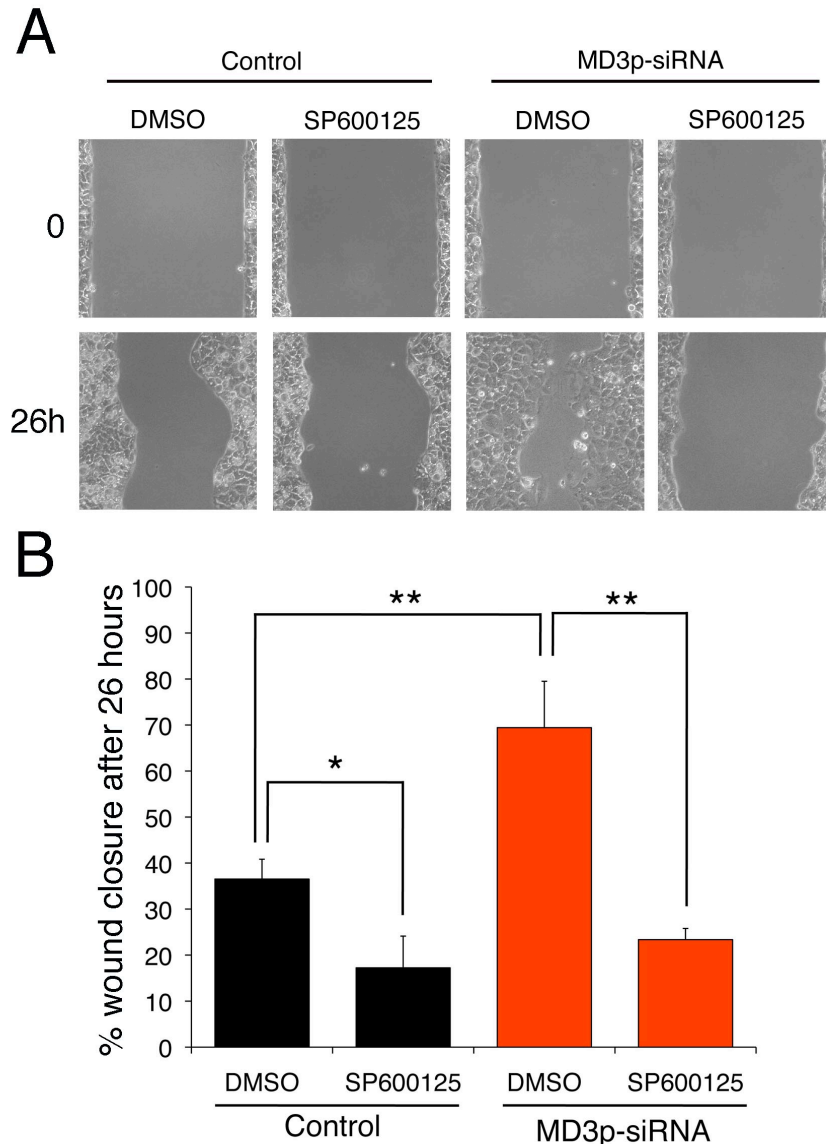 A
Control MD3p-siRNA
DMSO SP600125 DMSO SP600125
0
26h
B
% wound closure after 26 hours
100
90
80
70
60
50
40
30
20
10
0
**
**
*
DMSO SP600125 DMSO SP600125
Control MD3p-siRNA